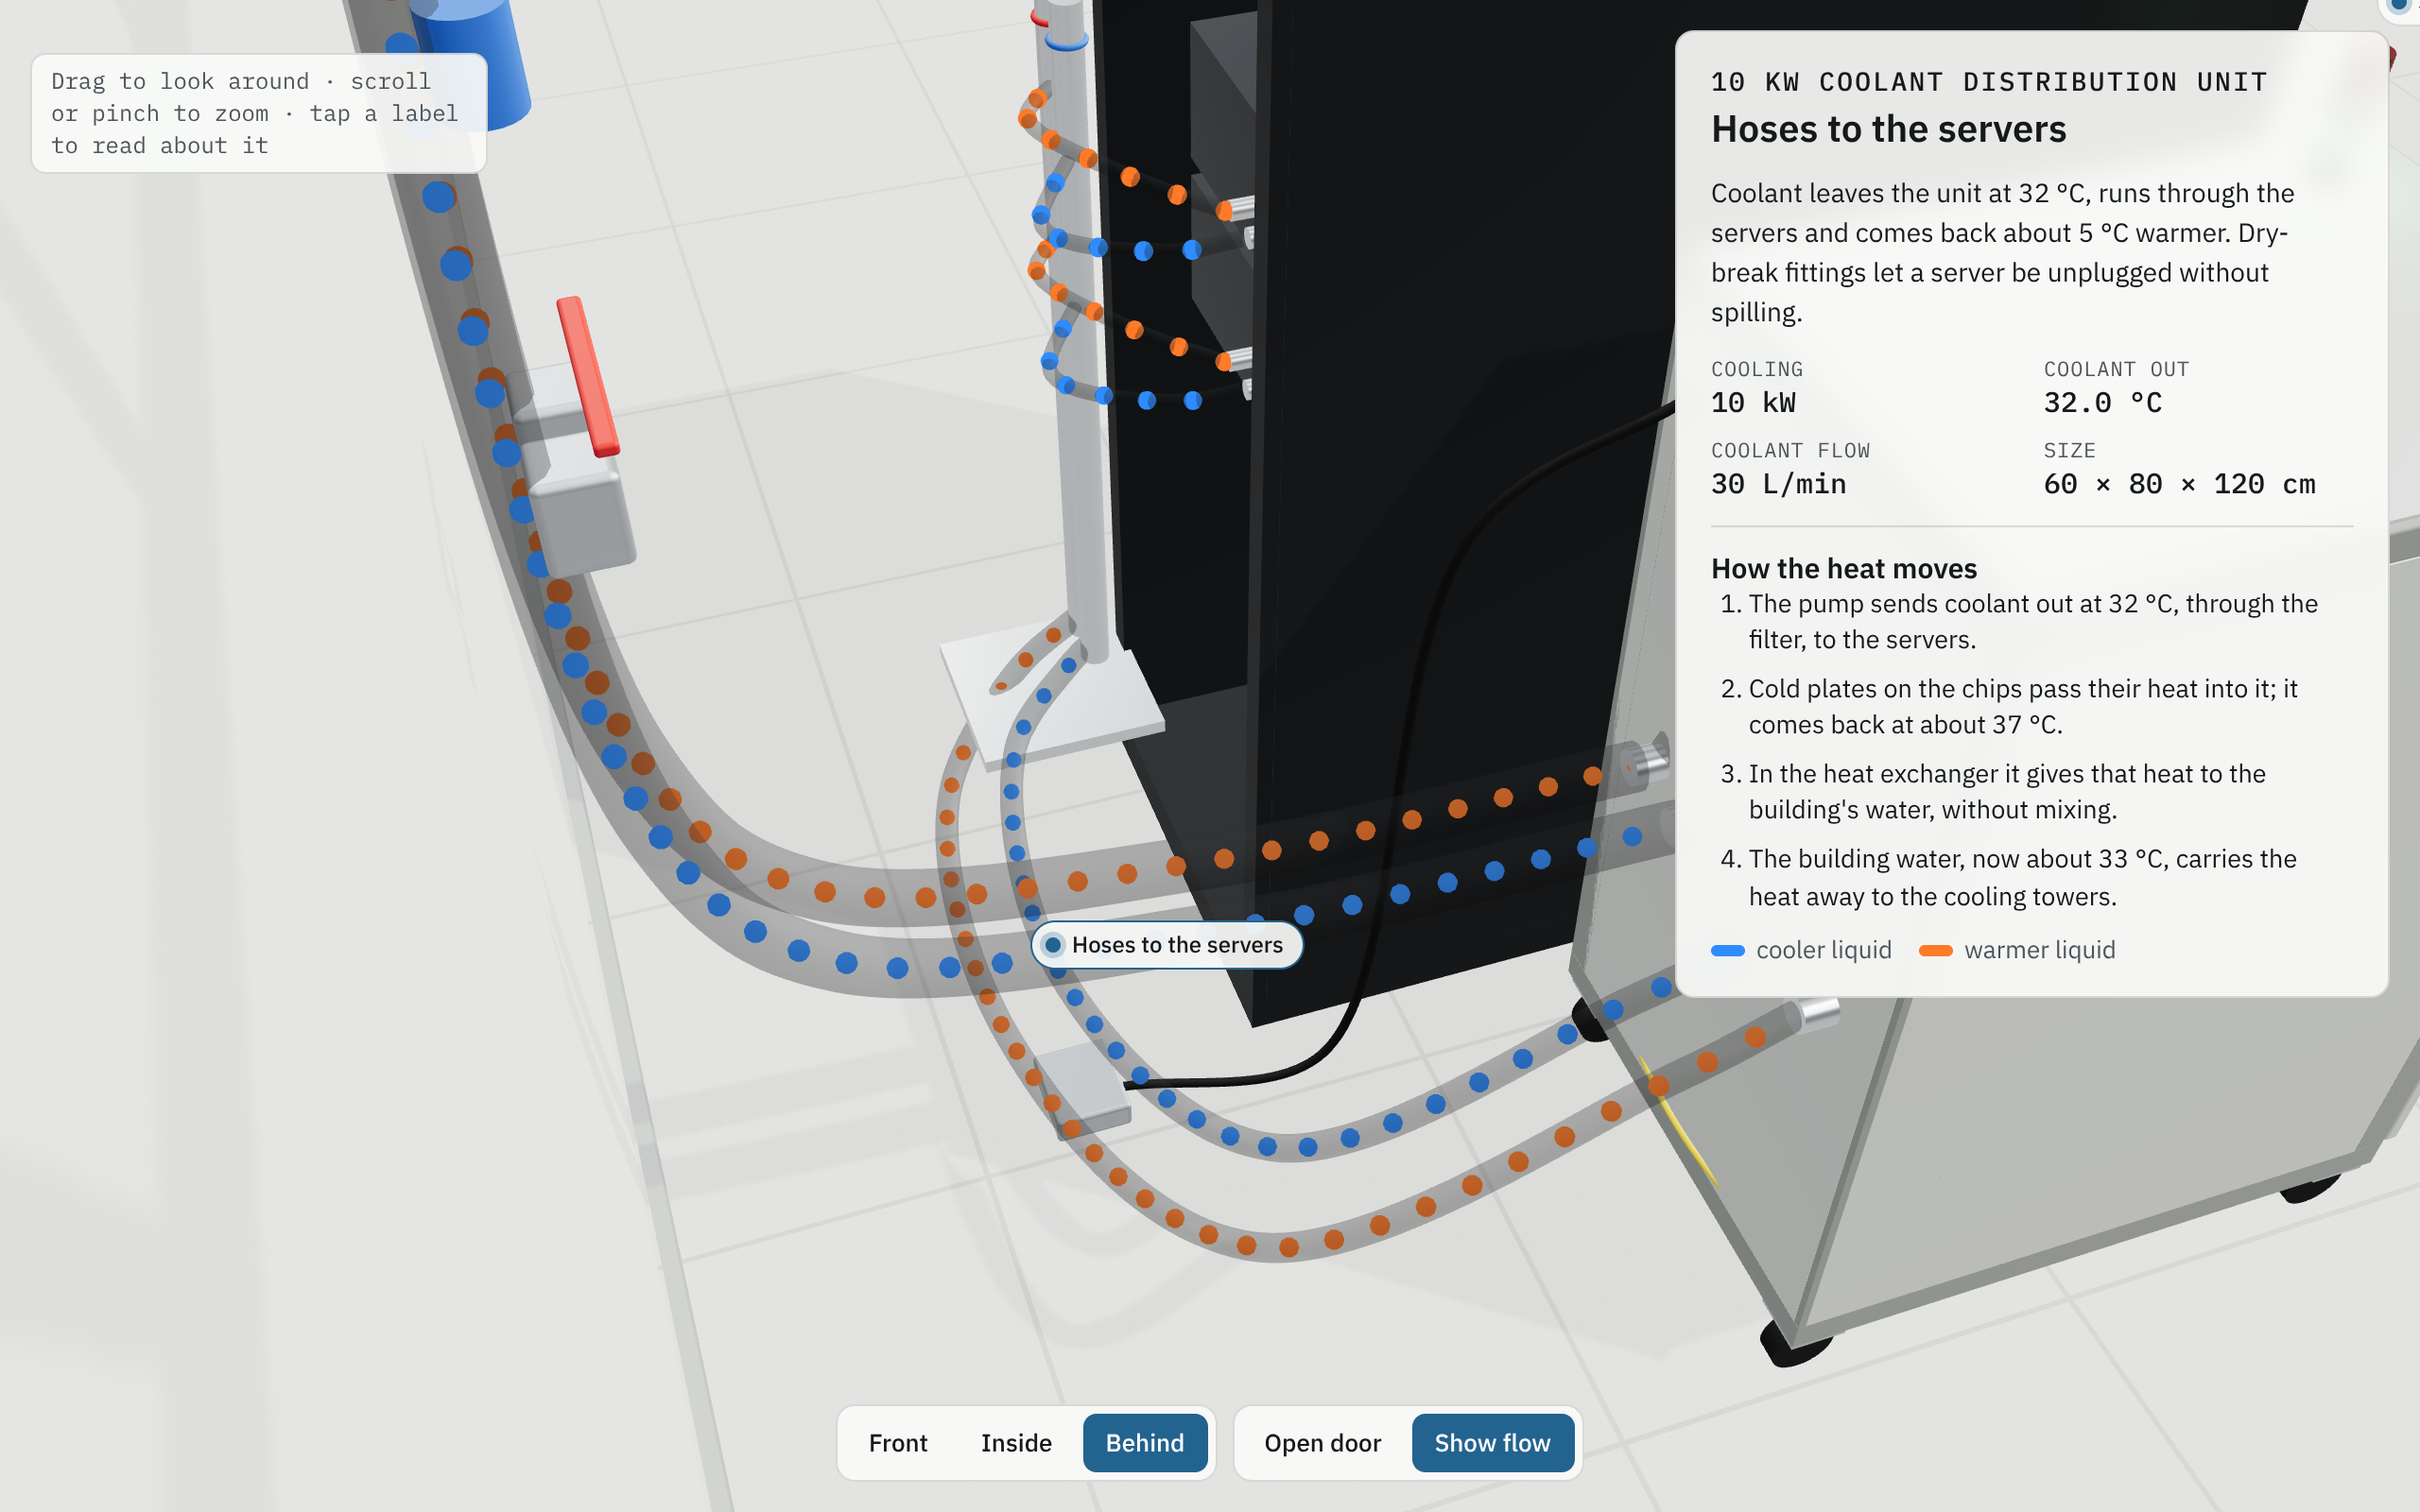 Drag to look around · scroll
or pinch to zoom · tap a label
to read about it
10 KW COOLANT DISTRIBUTION UNIT
Hoses to the servers
Coolant leaves the unit at 32 °C, runs through the
servers and comes back about 5 °C warmer. Dry-
break fittings let a server be unplugged without
spilling.
COOLING
10 kW
COOLANT OUT
32.0 °C
COOLANT FLOW
30 L/min
SIZE
60 × 80 × 120 cm
How the heat moves
1. The pump sends coolant out at 32 °C, through the
filter, to the servers.
2. Cold plates on the chips pass their heat into it; it
comes back at about 37 °C.
3. In the heat exchanger it gives that heat to the
building's water, without mixing.
4. The building water, now about 33 °C, carries the
heat away to the cooling towers.
cooler liquid
warmer liquid
Hoses to the servers
Front
Inside
Behind
Open door
Show flow